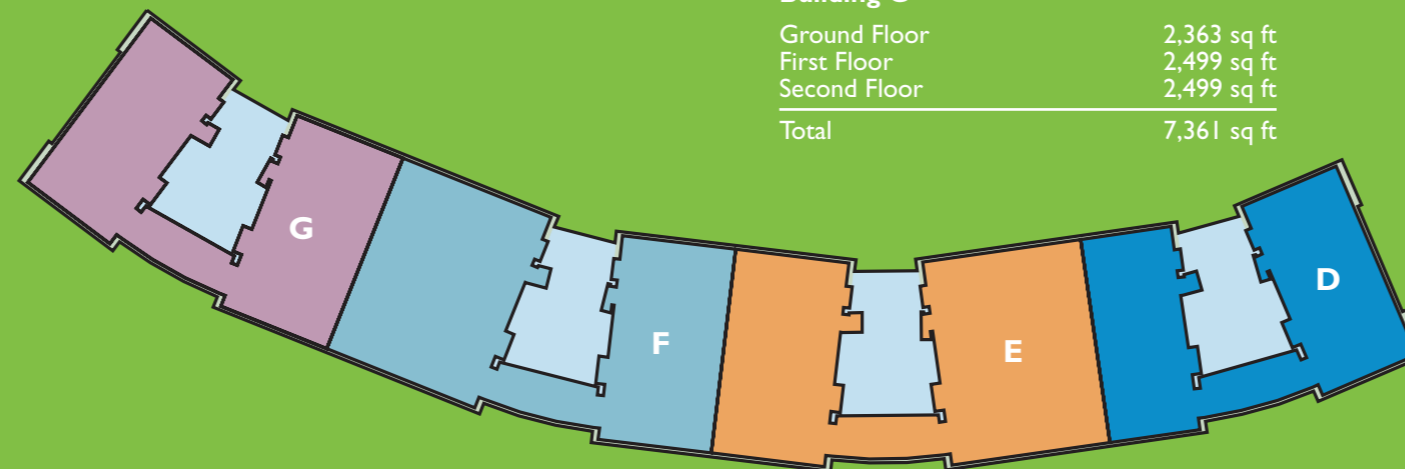 Ground Floor 2,363 sq ft
First Floor 2,499 sq ft
Second Floor 2,499 sq ft
Total 7,361 sq ft
G
F
E
D